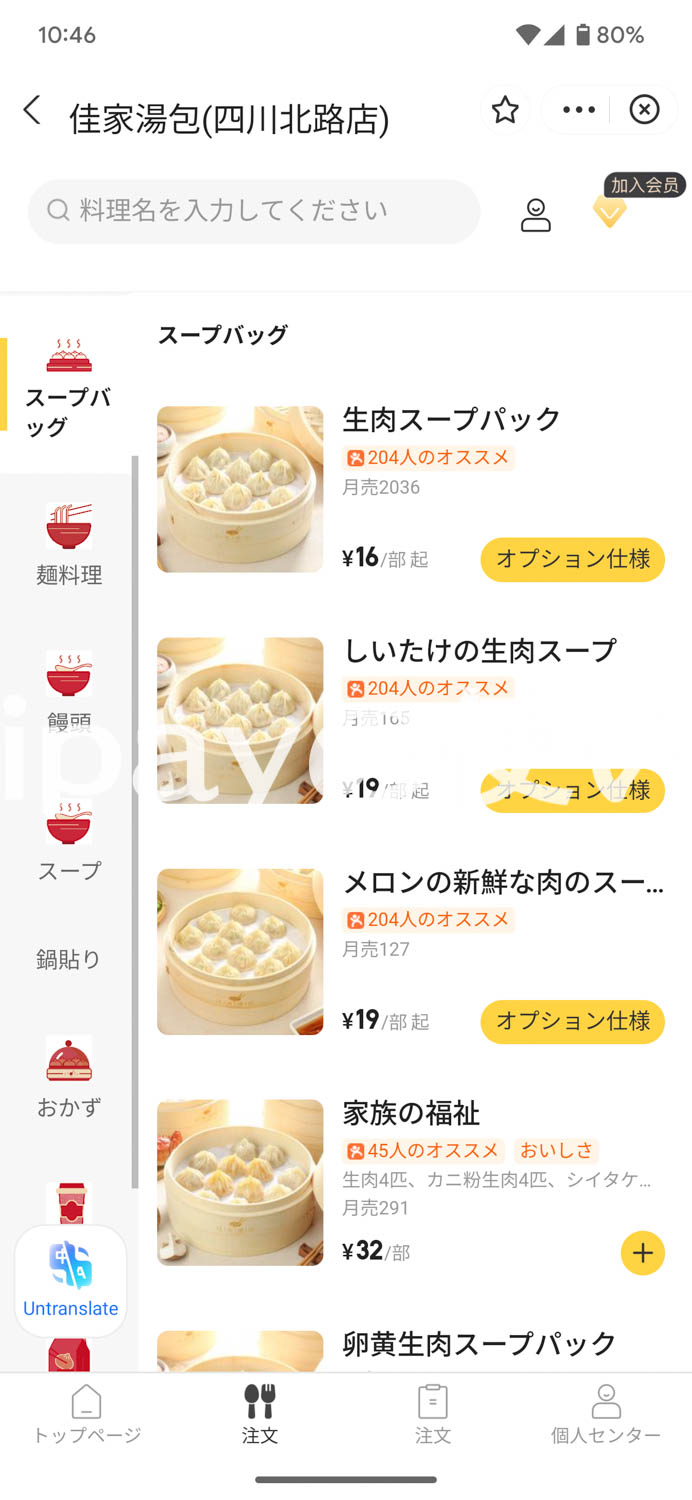 10:46
80%
佳家湯包(四川北路店)
加入会员
料理名を入力してください
スープバッグ
スープバ
ッグ
生肉スープパック
204人のオススメ
月売2036
¥16/部 起
オプション仕様
麺料理
しいたけの生肉スープ
204人のオススメ
月売165
¥19/部 起
オプション仕様
饅頭
ipay
スープ
メロンの新鮮な肉のスー...
204人のオススメ
月売127
¥19/部 起
オプション仕様
鍋貼り
おかず
家族の福祉
45人のオススメ
おいしさ
生肉4匹、カニ粉生肉4匹、シイタケ...
月売291
¥32/部
Untranslate
卵黄生肉スープパック
トップページ
注文
注文
個人センター